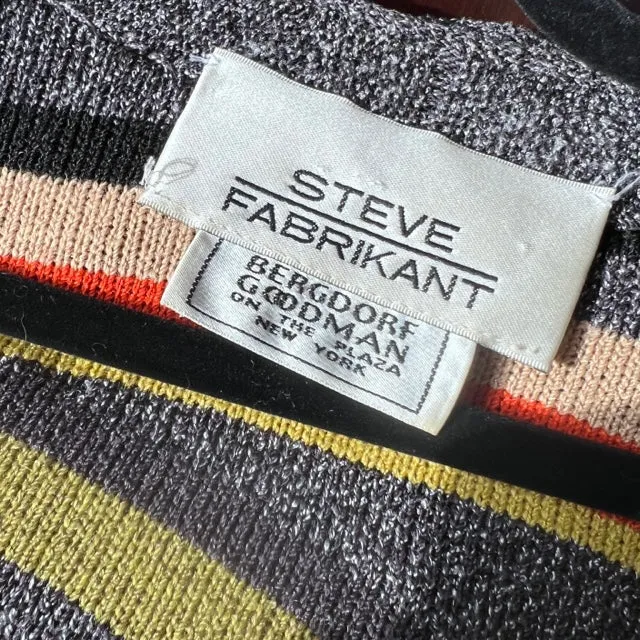 STEVE
FABRIKANT
BERGDORF
GOODMAN
ON THE PLAZA
NEW YORK